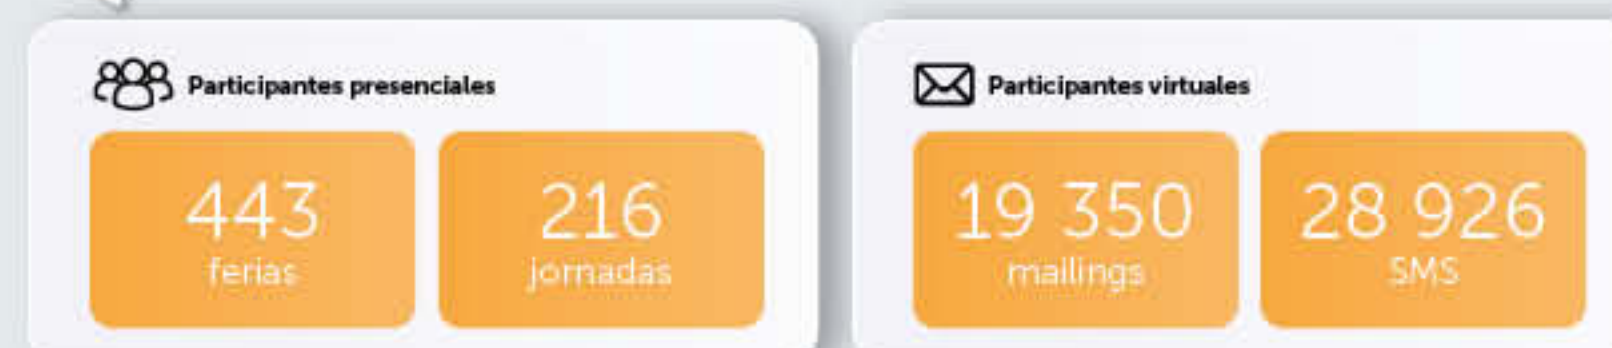 Participantes presenciales
443
ferias
216
jornadas
Participantes virtuales
19 350
mailings
28 926
SMS